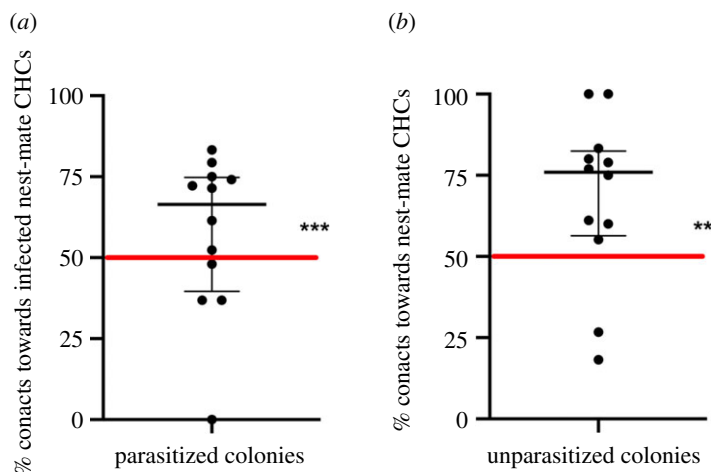 (a)
% conacts towards infected nest-mate CHCs
100
75
50
25
0
***
parasitized colonies
(b)
% conacts towards nest-mate CHCs
100
75
50
25
0
**
unparasitized colonies